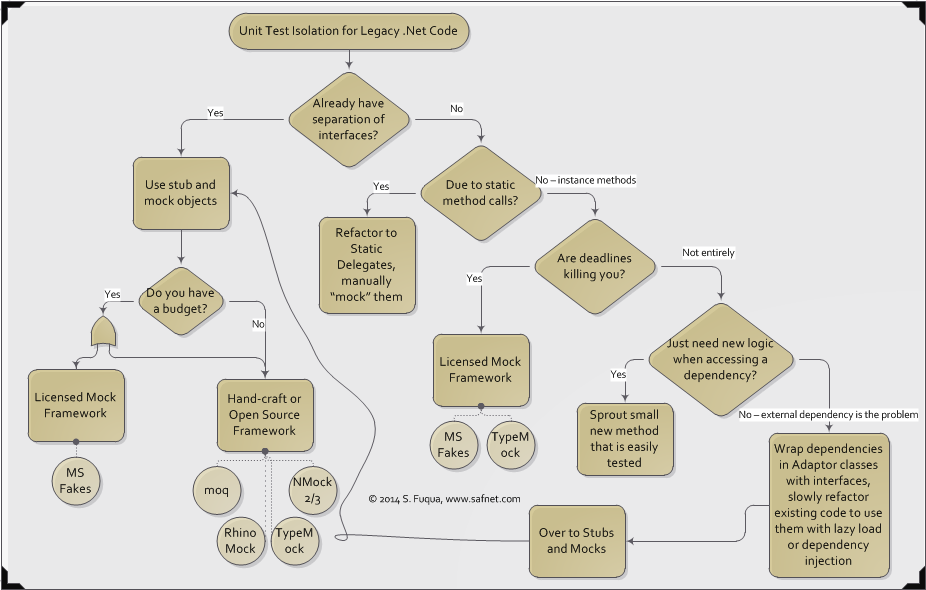 Unit Test Isolation for Legacy .Net Code
Already have
separation of
interfaces?
Yes
No
Use stub and
mock objects
Due to static
method calls?
Yes
No – instance methods
Refactor to
Static
Delegates,
manually
“mock” them
Are deadlines
killing you?
Yes
Not entirely
Do you have
a budget?
Yes
No
Licensed Mock
Framework
MS
Fakes
Hand-craft or
Open Source
Framework
moq
NMock
2/3
Rhino
Mock
TypeM
ock
Licensed Mock
Framework
MS
Fakes
TypeM
ock
Just need new logic
when accessing a
dependency?
Yes
No – external dependency is the problem
Sprout small
new method
that is easily
tested
Wrap dependencies
in Adaptor classes
with interfaces,
slowly refactor
existing code to use
them with lazy load
or dependency
injection
Over to Stubs
and Mocks
© 2014 S. Fuqua, www.safnet.com